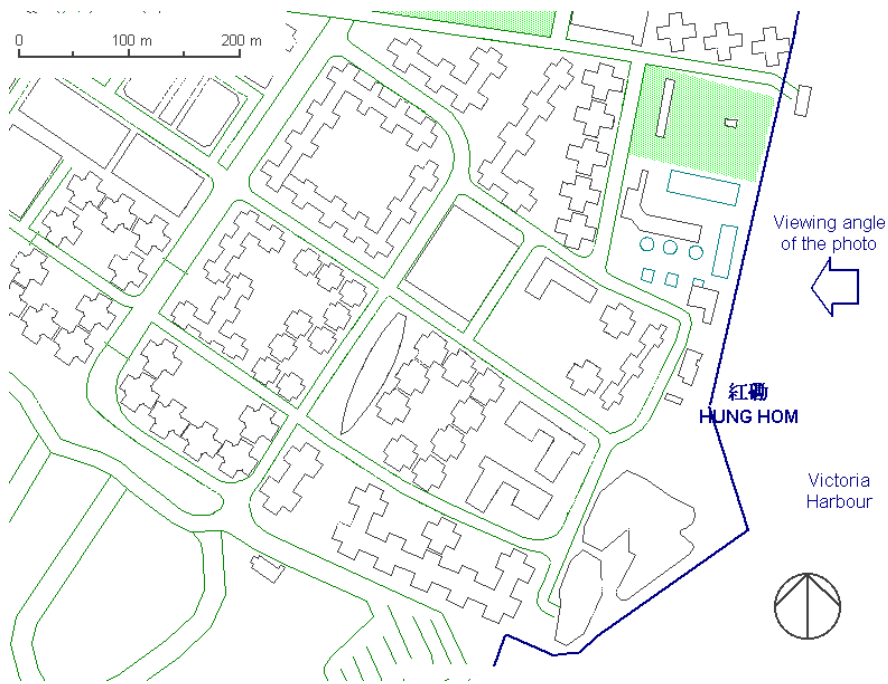 0 100 m 200 m
Viewing angle
of the photo
紅磡
HUNG HOM
Victoria
Harbour